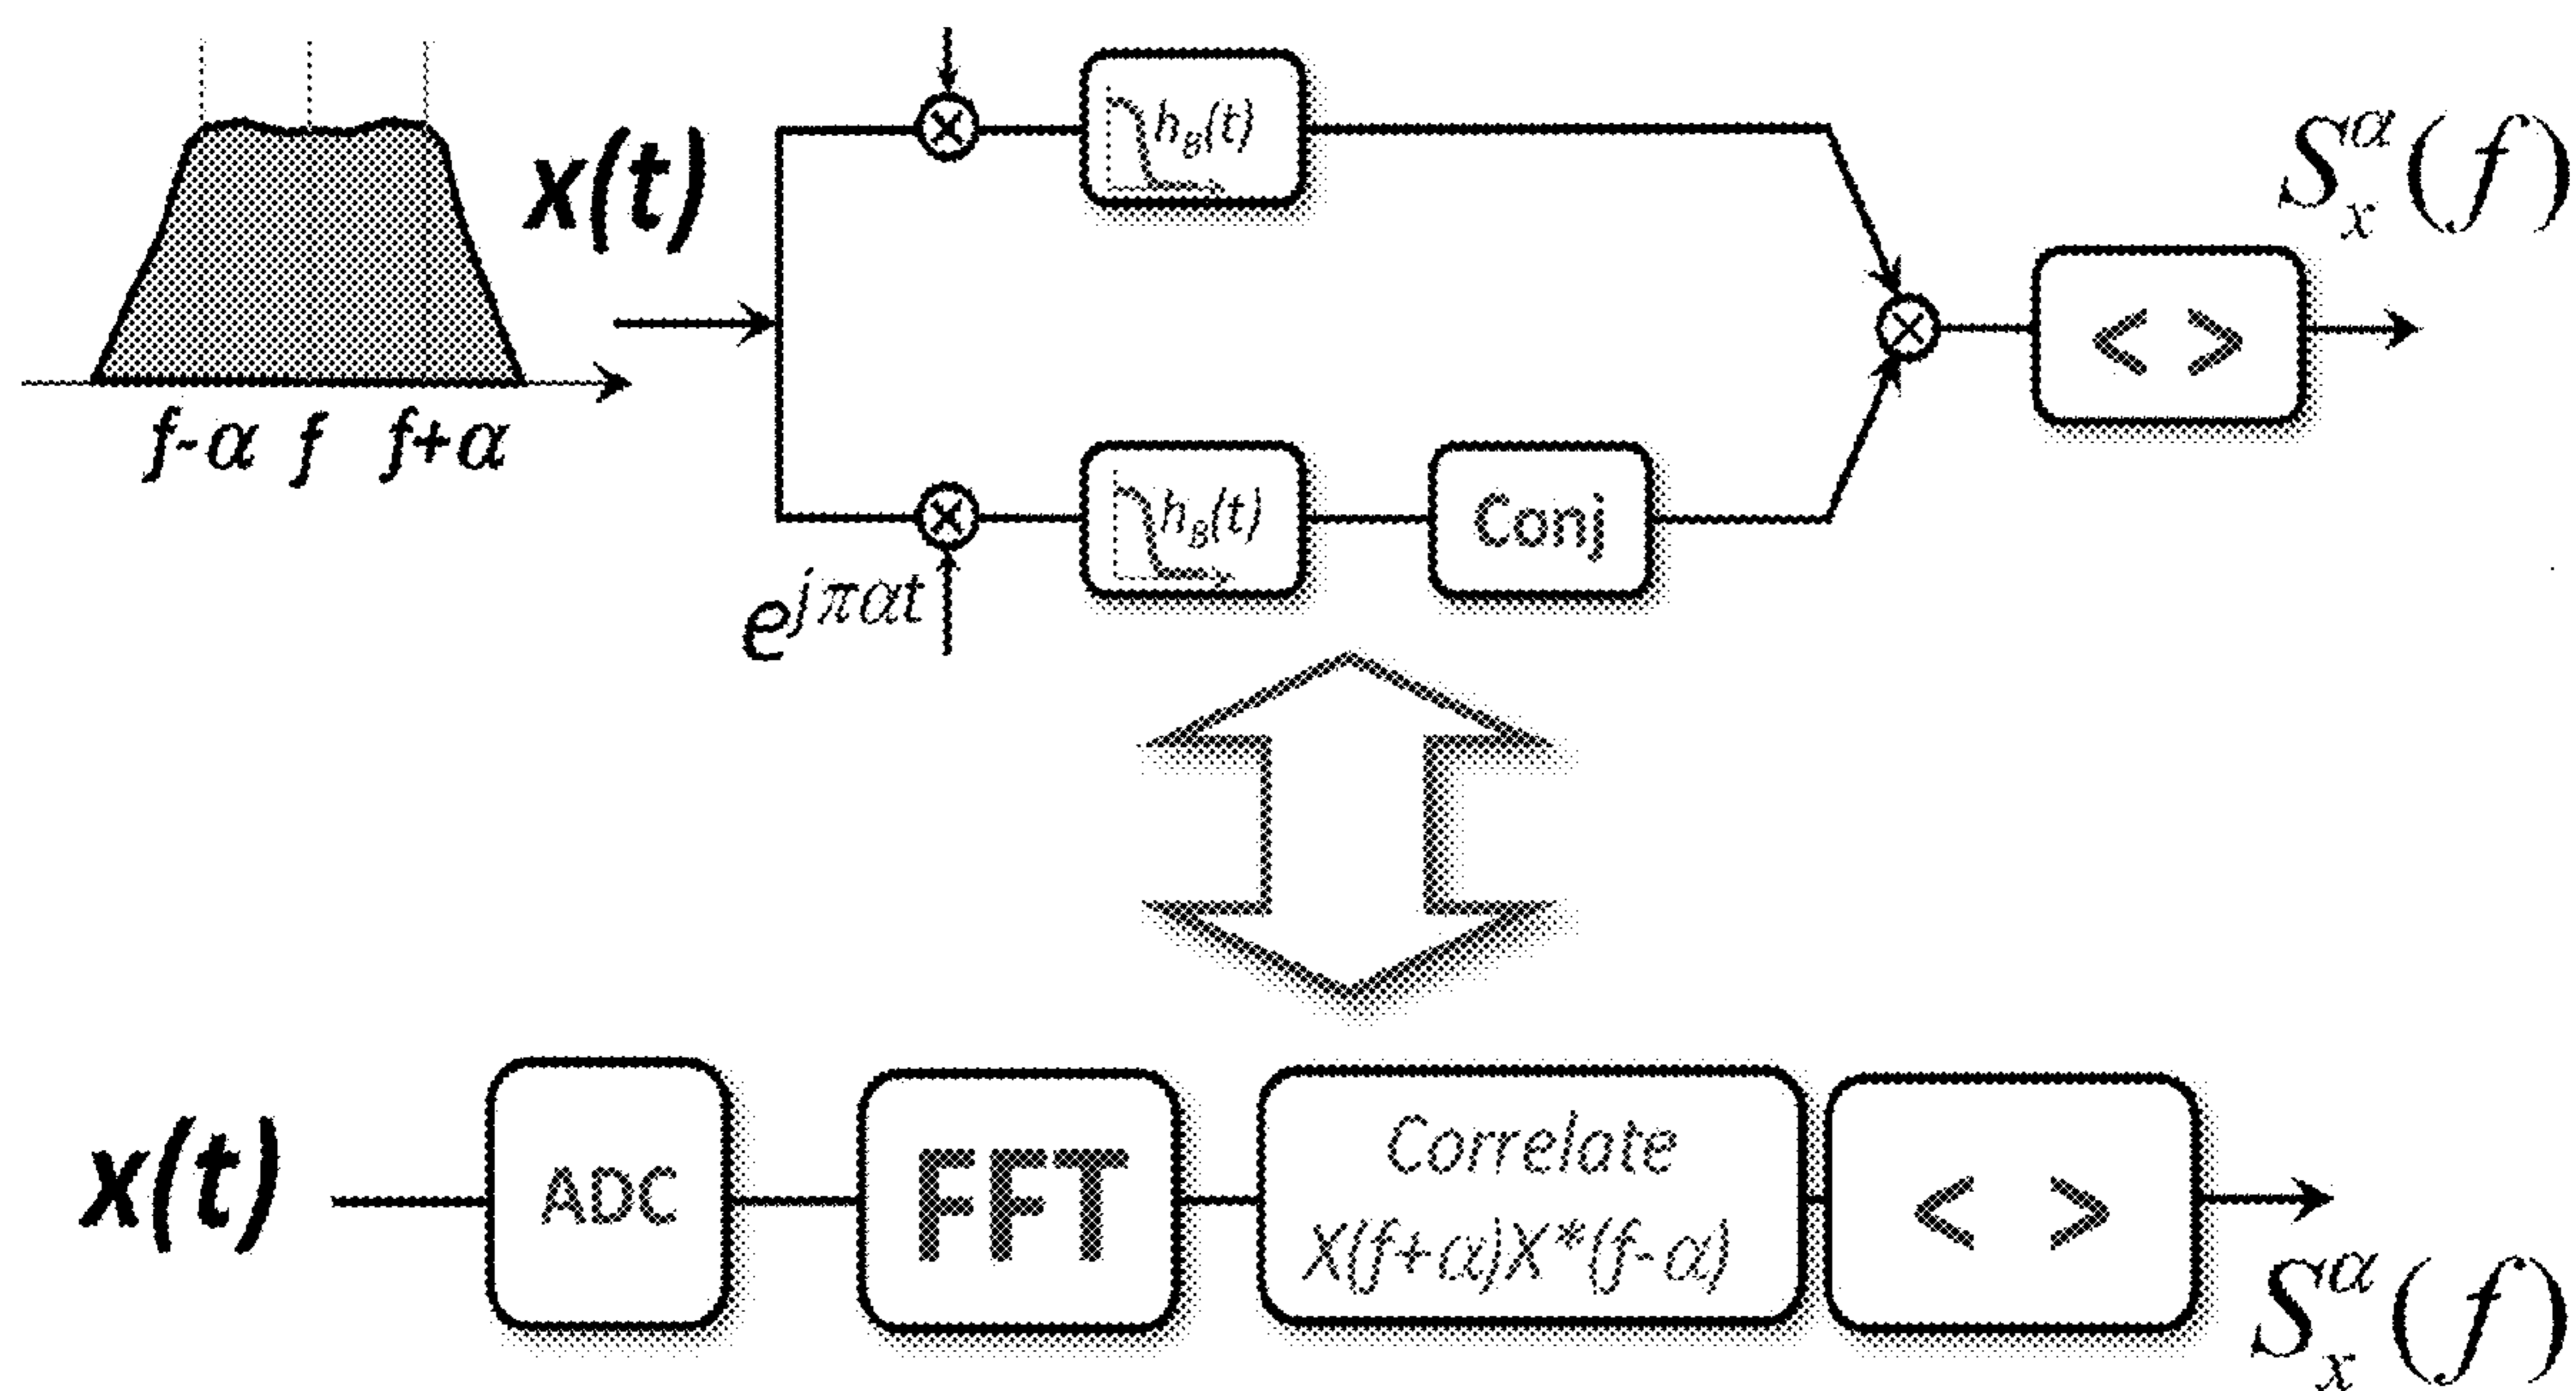 x(t)
f-α f f+α
h_B(t)
S_x^α(f)
< >
h_B(t)
Conj
e^{jπαt}
x(t)
ADC
FFT
Correlate
X(f+α)X*(f-α)
< >
S_x^α(f)